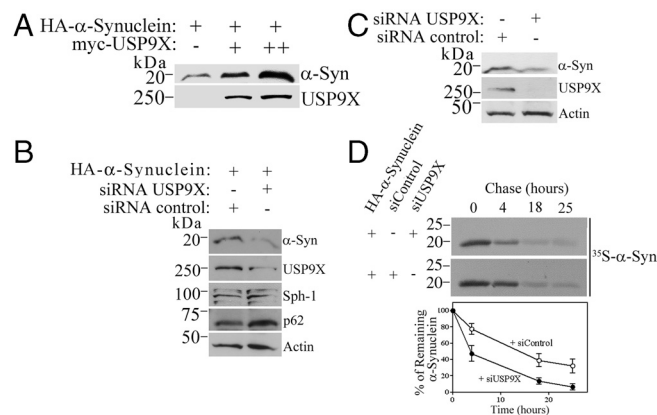 A
HA-α-Synuclein: + + +
myc-USP9X: - + ++
kDa
20 α-Syn
250 USP9X
B
HA-α-Synuclein: + +
siRNA USP9X: - +
siRNA control: + -
kDa
20 α-Syn
250 USP9X
100 Sph-1
75
p62
50
Actin
C
siRNA USP9X: - +
siRNA control: + -
kDa
20 α-Syn
250 USP9X
50
Actin
D
HA-α-Synuclein
siControl
siUSP9X
Chase (hours)
0 4 18 25
+ - + 25
20
+ + - 25
20
35S-α-Syn
% of Remaining
α-Synuclein
100
80
60
40
20
0
+ siControl
+ siUSP9X
0 10 20
Time (hours)